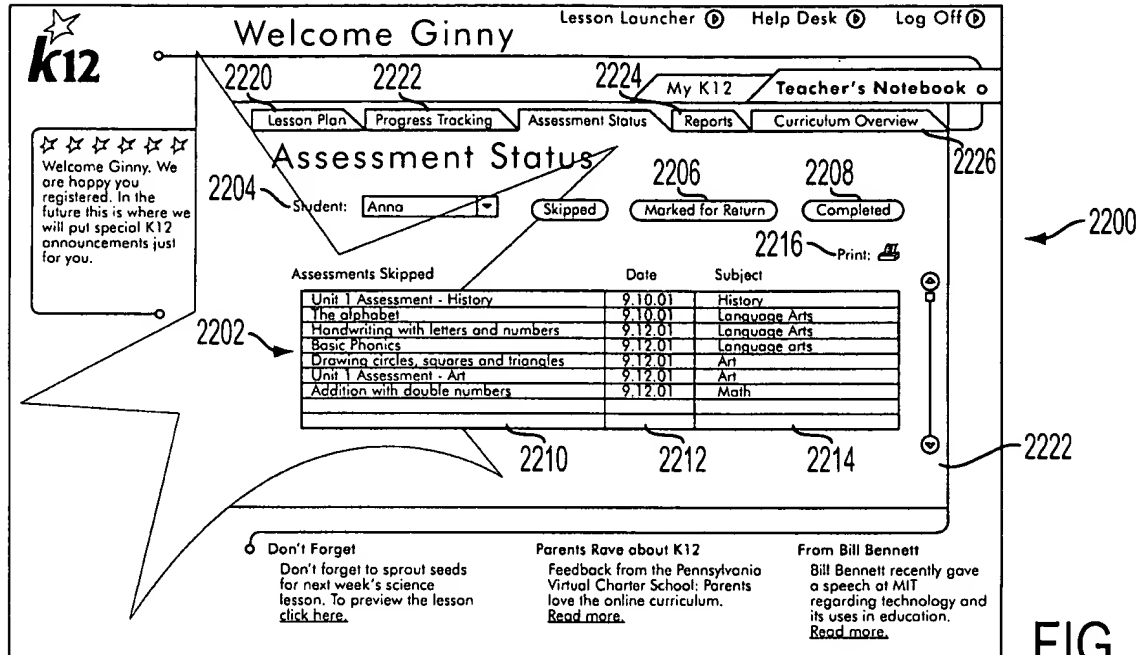 Lesson Launcher Help Desk Log Off
Welcome Ginny
k12
2220 2222 2224
My K12 Teacher's Notebook
Lesson Plan Progress Tracking Assessment Status Reports Curriculum Overview
2226
Welcome Ginny. We
are happy you
registered. In the
future this is where we
will put special K12
announcements just
for you.
Assessment Status
2204 2206 2208
Student: Anna Skipped Marked for Return Completed
2200
2216 Print:
Assessments Skipped Date Subject
Unit 1 Assessment - History 9.10.01 History
The alphabet 9.10.01 Language Arts
Handwriting with letters and numbers 9.12.01 Language Arts
2202
Basic Phonics 9.12.01 Language arts
Drawing circles, squares and triangles 9.12.01 Art
Unit 1 Assessment - Art 9.12.01 Art
Addition with double numbers 9.12.01 Math
2210 2212 2214 2222
Don't Forget
Don't forget to sprout seeds
for next week's science
lesson. To preview the lesson
click here.
Parents Rave about K12
Feedback from the Pennsylvania
Virtual Charter School: Parents
love the online curriculum.
Read more.
From Bill Bennett
Bill Bennett recently gave
a speech at MIT
regarding technology and
its uses in education.
Read more.
FIG